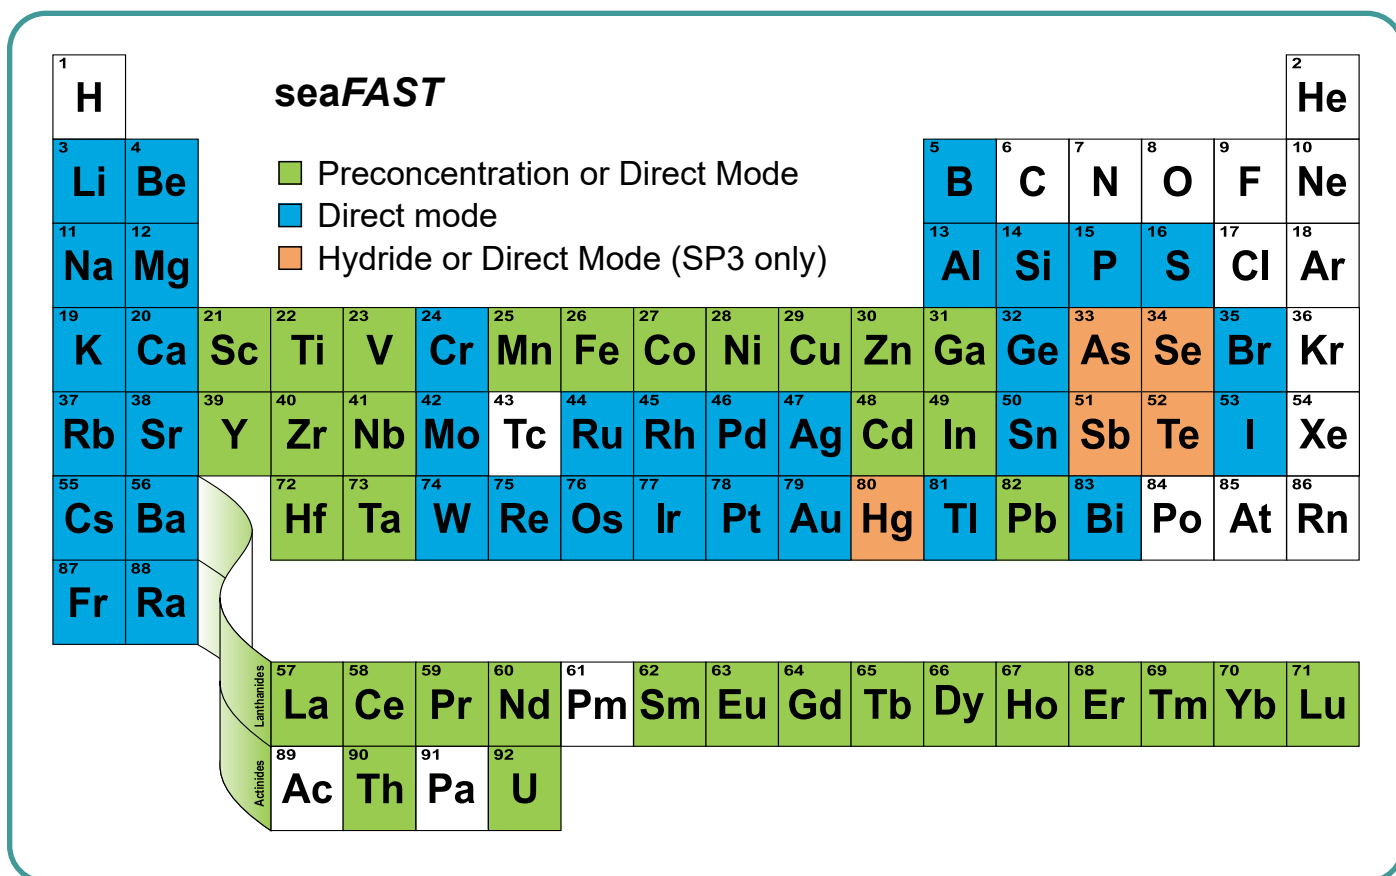 1 2
H seaFAST He
3 4 5 6 7 8 9 10
Li Be B C N O F Ne
Preconcentration or Direct Mode
Direct mode
11 12 13 14 15 16 17 18
Na Mg Al Si P S Cl Ar
Hydride or Direct Mode (SP3 only)
19 20 21 22 23 24 25 26 27 28 29 30 31 32 33 34 35 36
K Ca Sc Ti V Cr Mn Fe Co Ni Cu Zn Ga Ge As Se Br Kr
37 38 39 40 41 42 43 44 45 46 47 48 49 50 51 52 53 54
Rb Sr Y Zr Nb Mo Tc Ru Rh Pd Ag Cd In Sn Sb Te I Xe
55 56 72 73 74 75 76 77 78 79 80 81 82 83 84 85 86
Cs Ba Hf Ta W Re Os Ir Pt Au Hg Tl Pb Bi Po At Rn
87 88
Fr Ra
Lanthanides
57 58 59 60 61 62 63 64 65 66 67 68 69 70 71
La Ce Pr Nd Pm Sm Eu Gd Tb Dy Ho Er Tm Yb Lu
Actinides
89 90 91 92
Ac Th Pa U